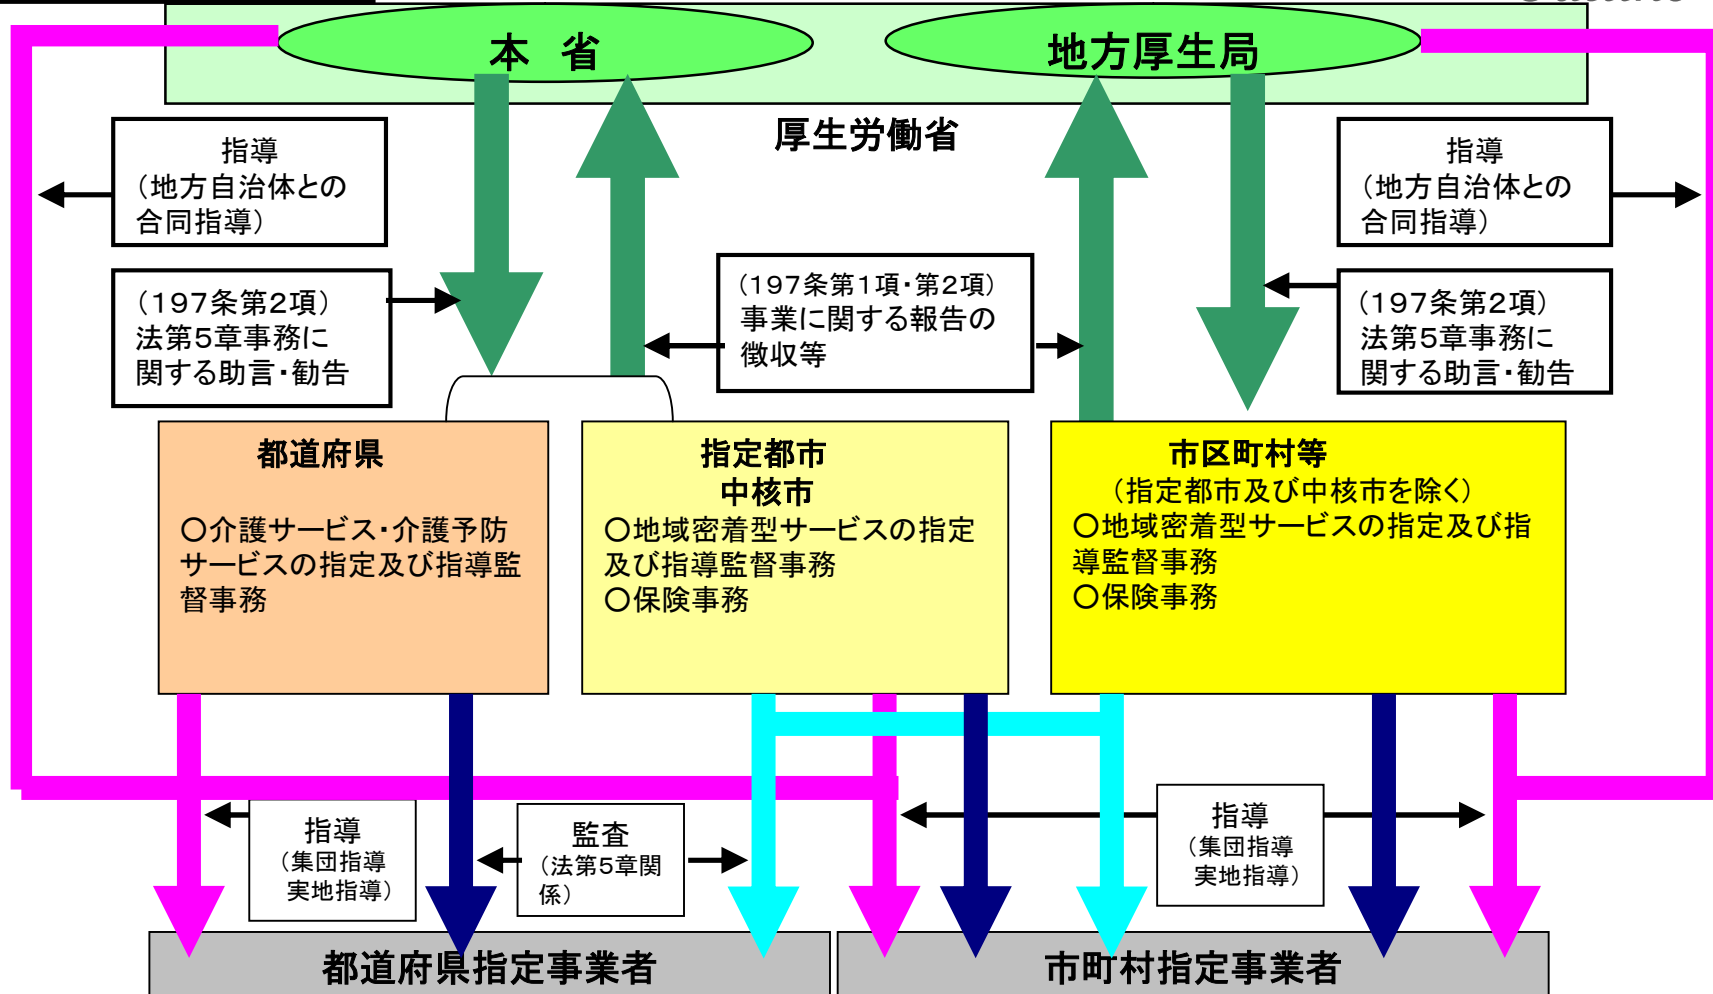 本 省
地方厚生局
厚生労働省
指導
（地方自治体との
合同指導）
指導
（地方自治体との
合同指導）
（197条第2項）
法第5章事務に
関する助言・勧告
（197条第1項・第2項）
事業に関する報告の
徴収等
（197条第2項）
法第5章事務に
関する助言・勧告
都道府県
○介護サービス・介護予防
サービスの指定及び指導監
督事務
指定都市
中核市
○地域密着型サービスの指定
及び指導監督事務
○保険事務
市区町村等
（指定都市及び中核市を除く）
○地域密着型サービスの指定及び指
導監督事務
○保険事務
指導
（集団指導
実地指導）
監査
（法第5章関
係）
指導
（集団指導
実地指導）
都道府県指定事業者
市町村指定事業者